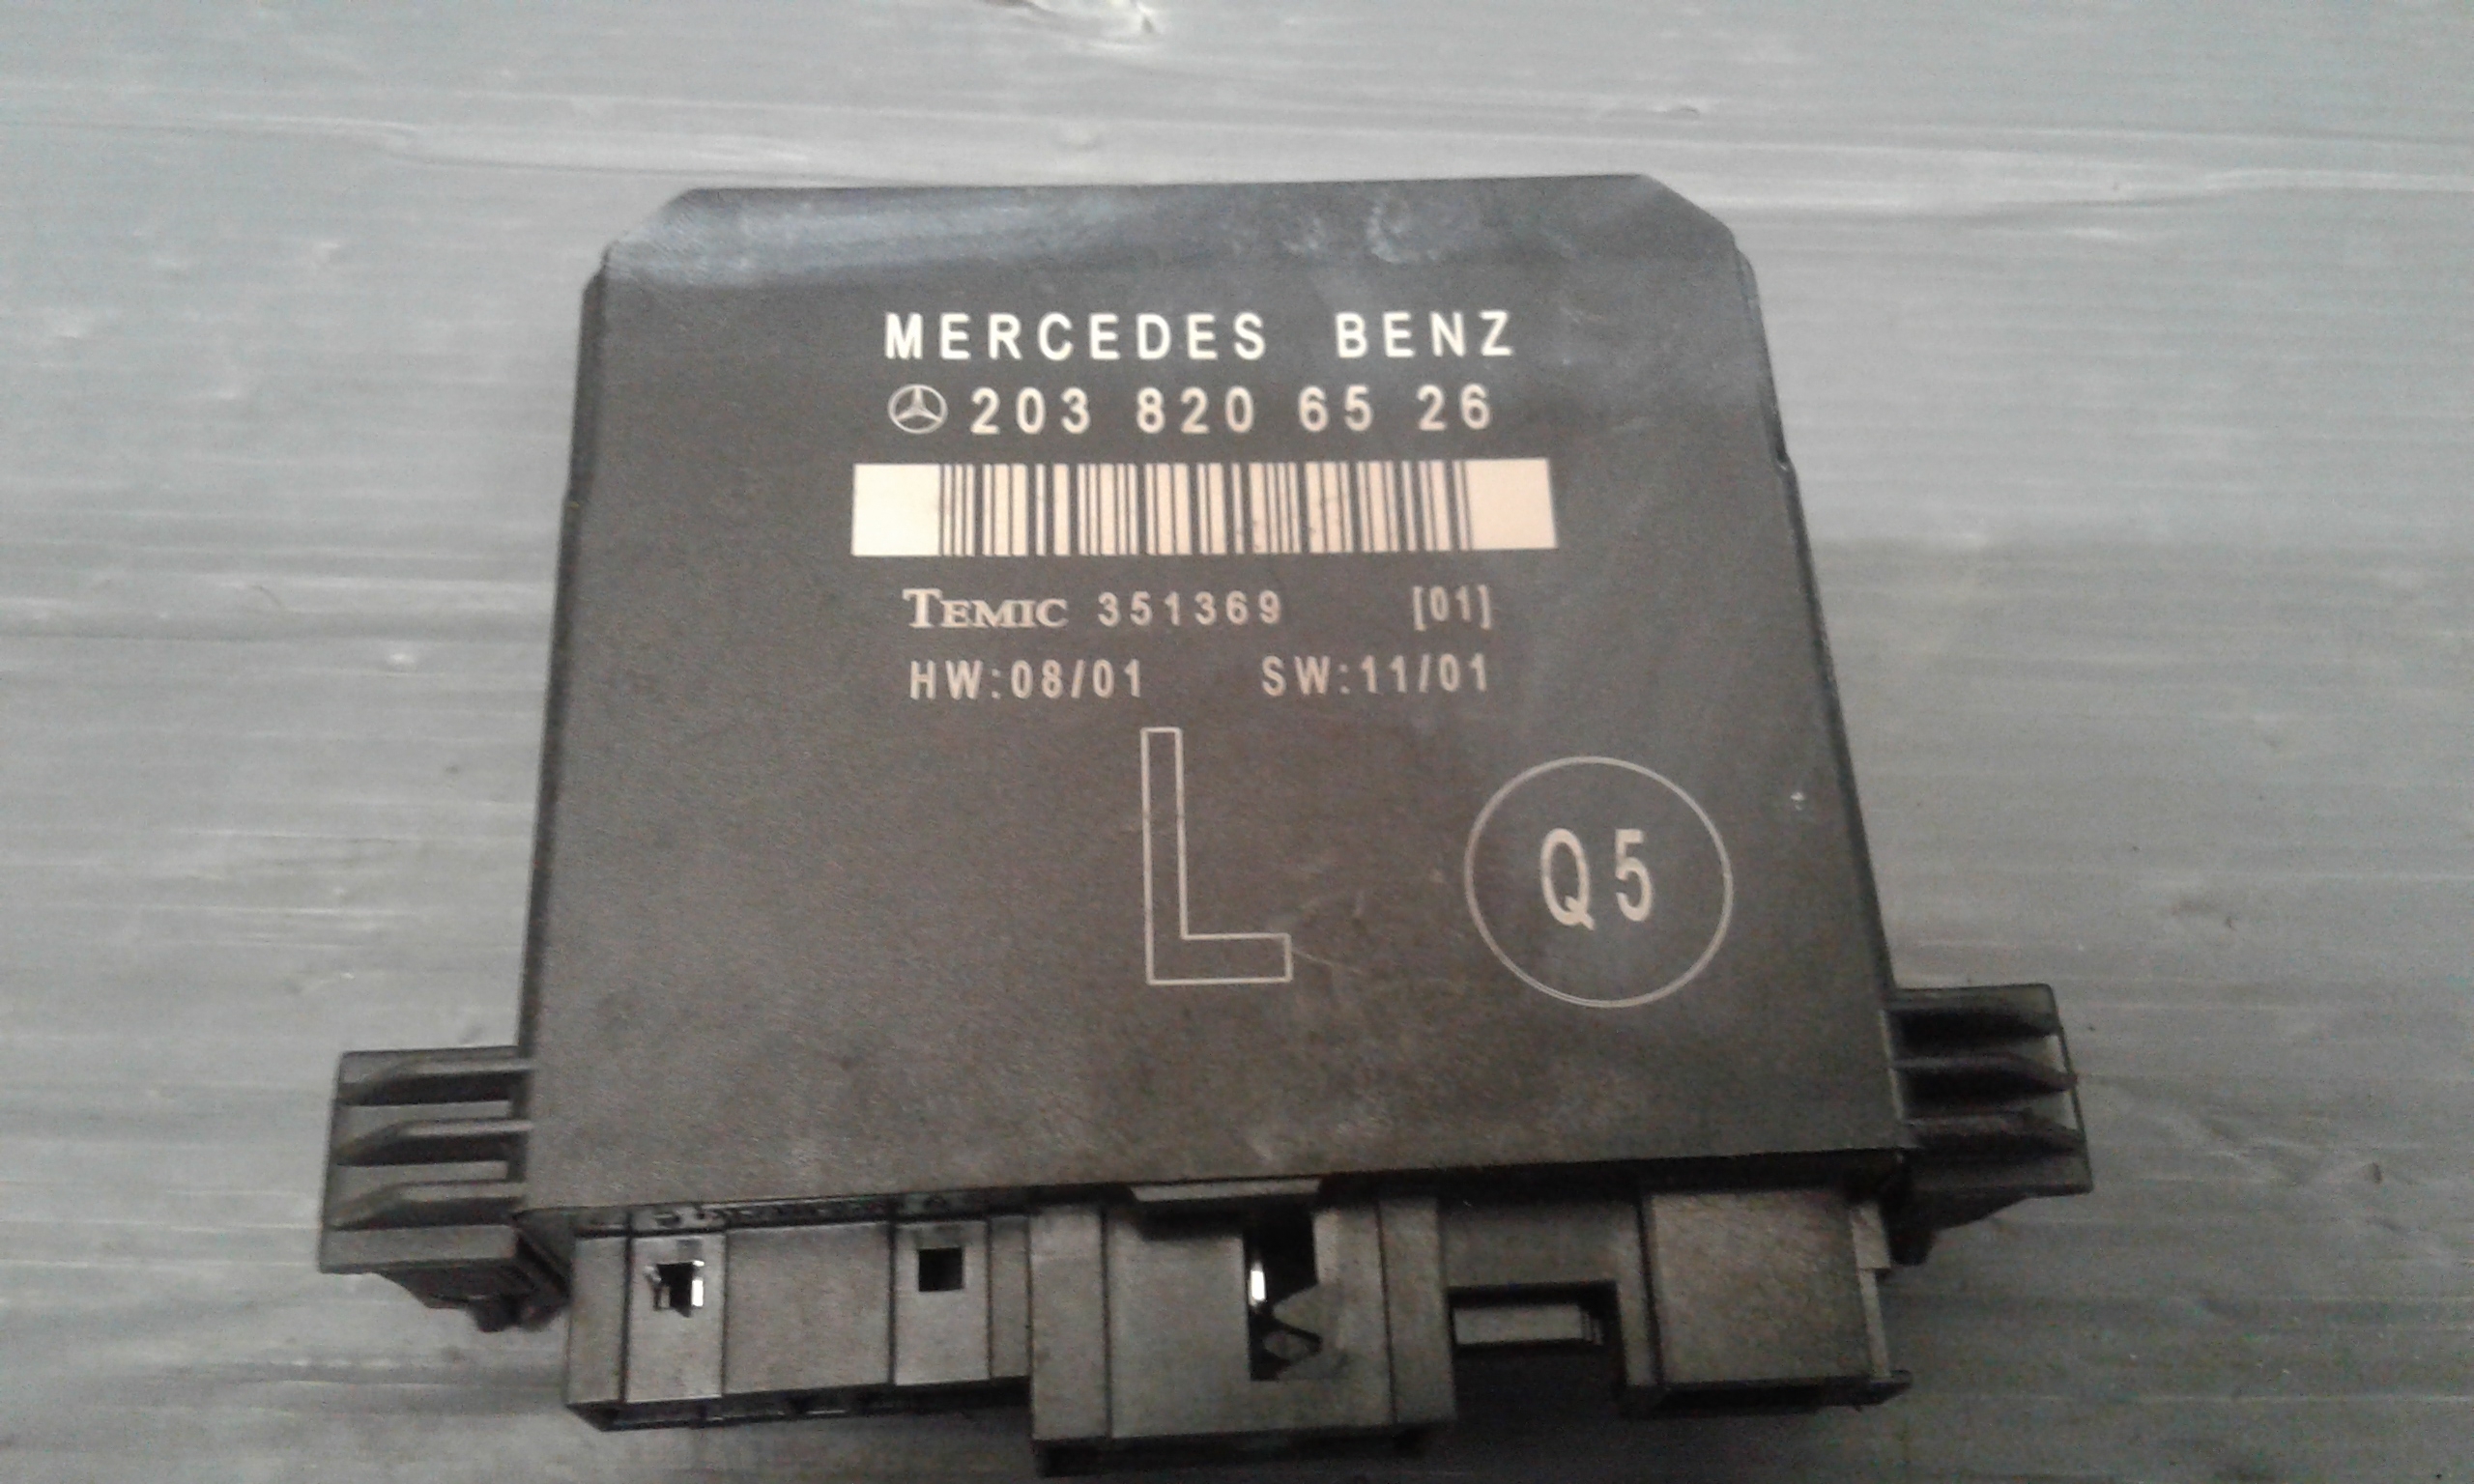 MERCEDES BENZ
203 820 65 26
TEMIC 351369 [01]
HW:08/01 SW:11/01
L
Q5